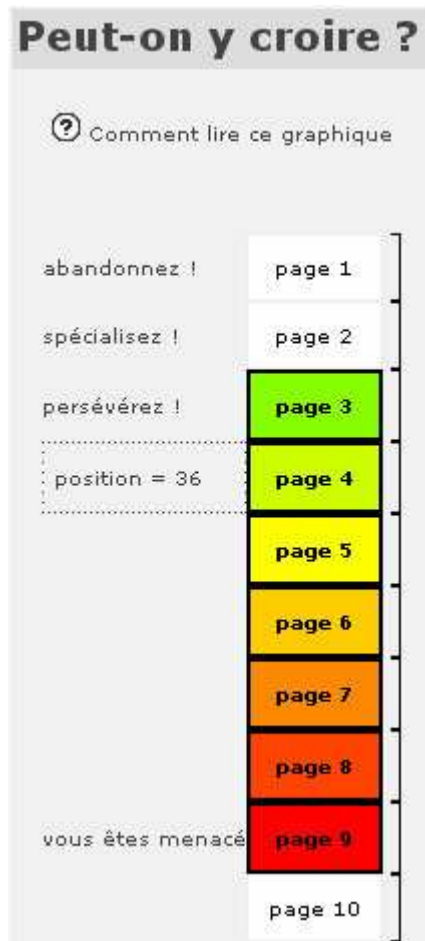 Peut-on y croire ?
? Comment lire ce graphique
abandonnez ! page 1
spécialisez ! page 2
persévérez ! page 3
position = 36 page 4
page 5
page 6
page 7
page 8
vous êtes menacé page 9
page 10